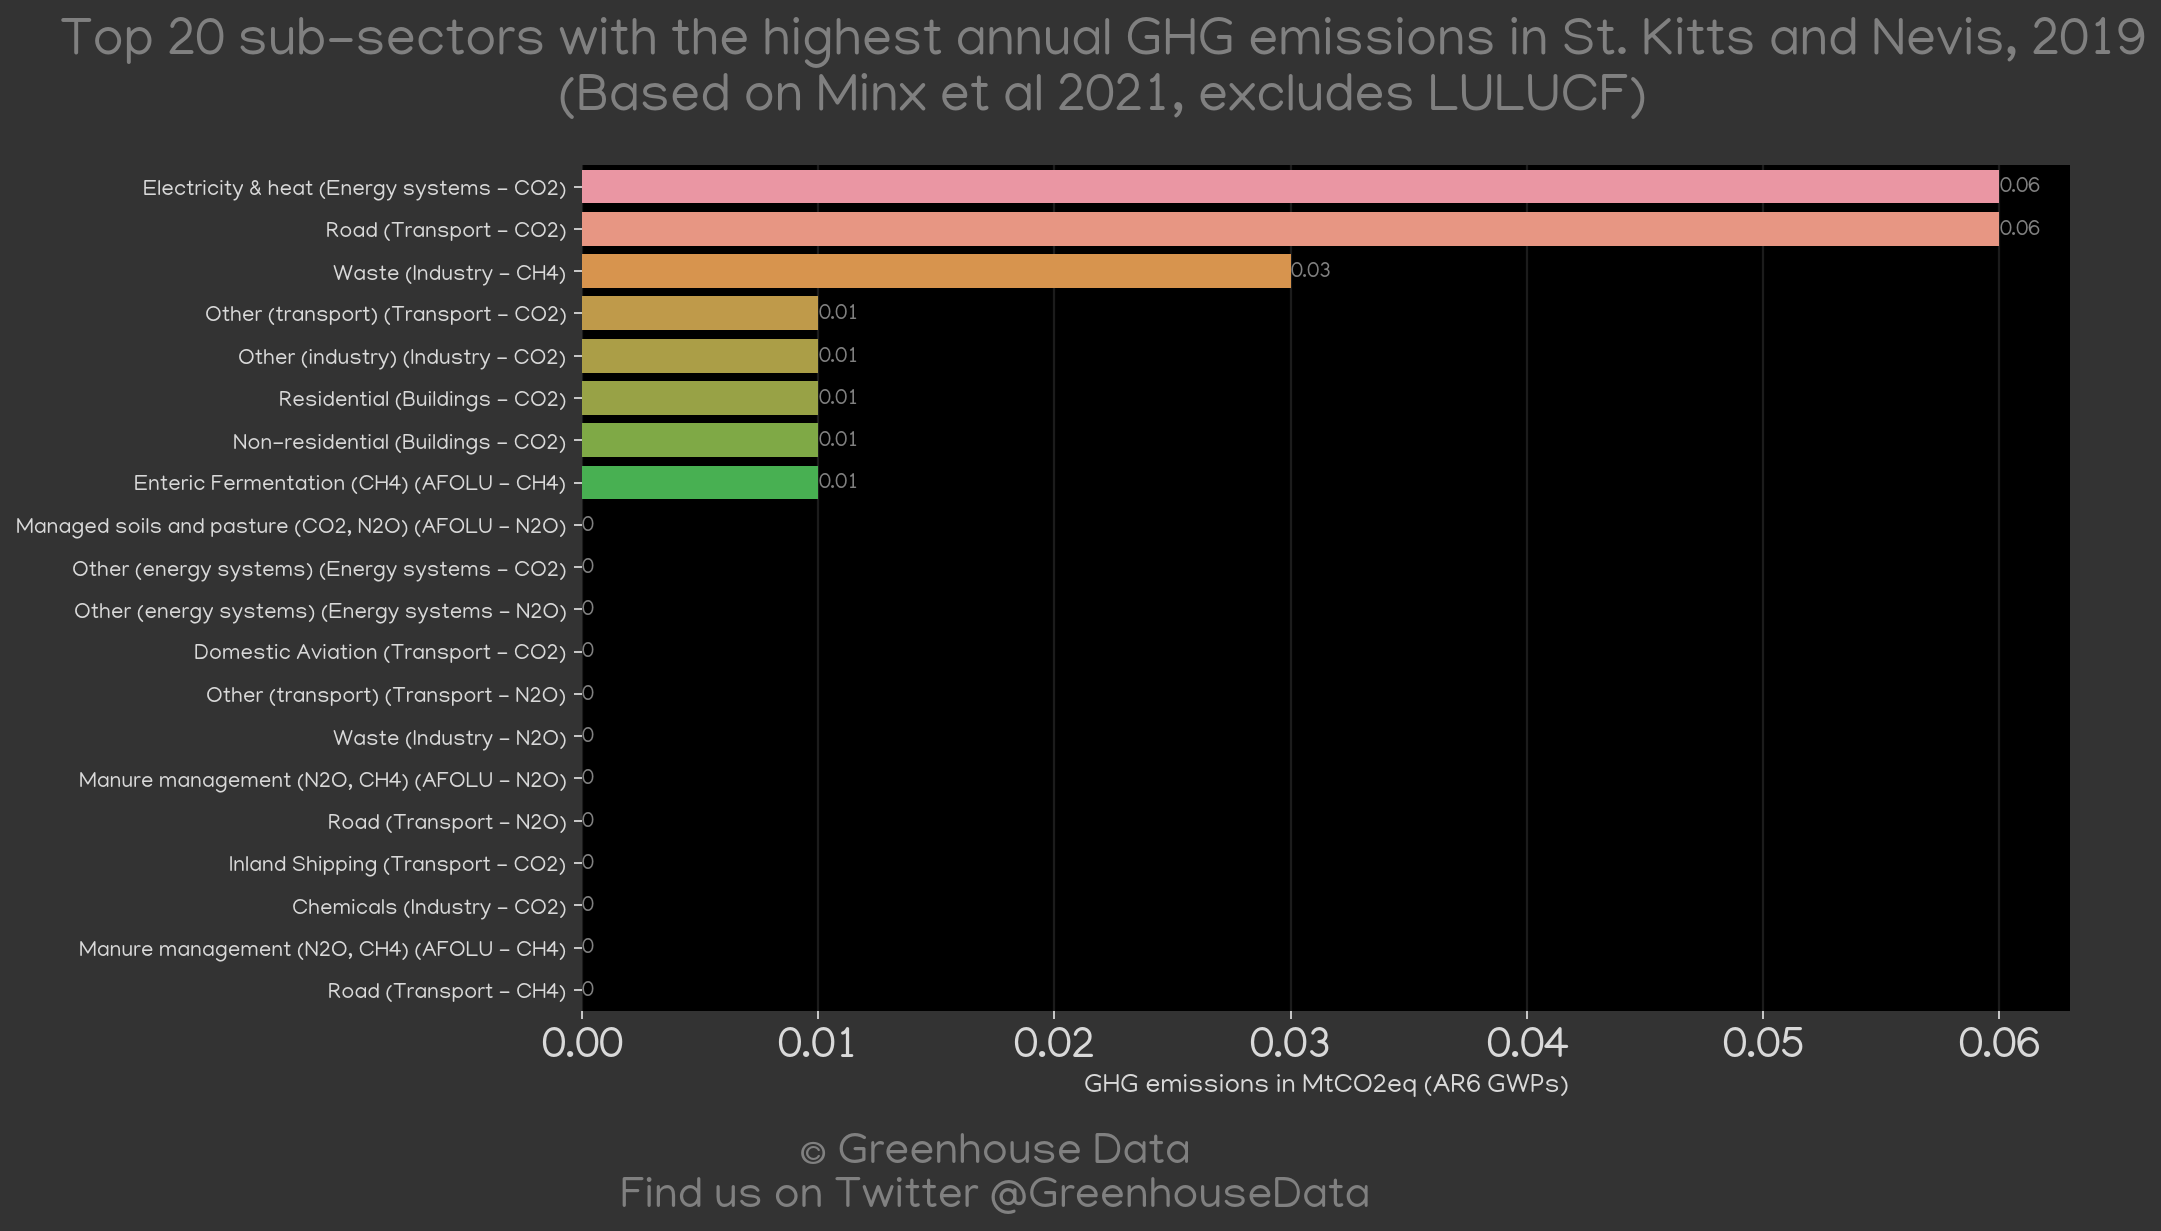 Top 20 sub-sectors with the highest annual GHG emissions in St. Kitts and Nevis, 2019
(Based on Minx et al 2021, excludes LULUCF)
Electricity & heat (Energy systems - CO2) 0.06
Road (Transport - CO2) 0.06
Waste (Industry - CH4) 0.03
Other (transport) (Transport - CO2) 0.01
Other (industry) (Industry - CO2) 0.01
Residential (Buildings - CO2) 0.01
Non-residential (Buildings - CO2) 0.01
Enteric Fermentation (CH4) (AFOLU - CH4) 0.01
Managed soils and pasture (CO2, N2O) (AFOLU - N2O) 0
Other (energy systems) (Energy systems - CO2) 0
Other (energy systems) (Energy systems - N2O) 0
Domestic Aviation (Transport - CO2) 0
Other (transport) (Transport - N2O) 0
Waste (Industry - N2O) 0
Manure management (N2O, CH4) (AFOLU - N2O) 0
Road (Transport - N2O) 0
Inland Shipping (Transport - CO2) 0
Chemicals (Industry - CO2) 0
Manure management (N2O, CH4) (AFOLU - CH4) 0
Road (Transport - CH4) 0
0.00 0.01 0.02 0.03 0.04 0.05 0.06
GHG emissions in MtCO2eq (AR6 GWPs)
© Greenhouse Data
Find us on Twitter @GreenhouseData